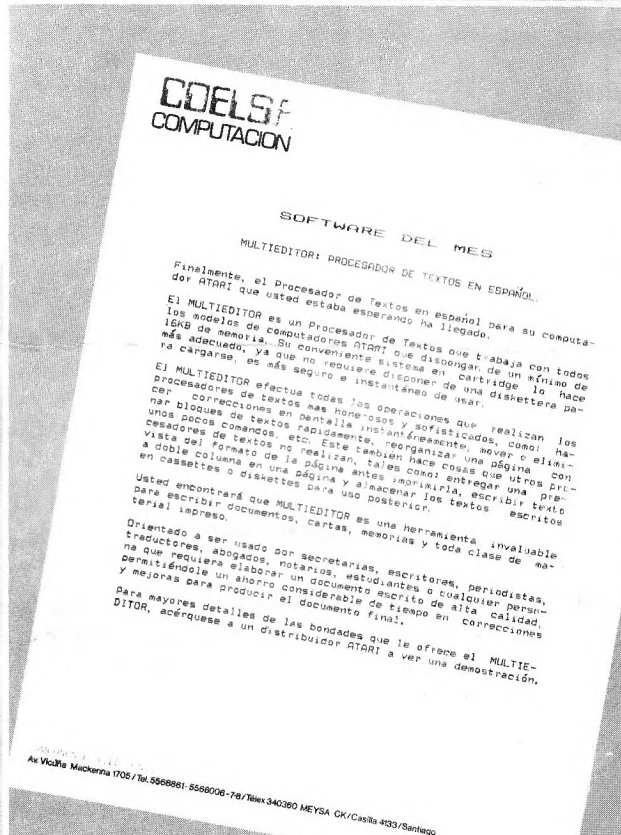 COELSA
COMPUTACION
SOFTWARE DEL MES
MULTIEDITOR: PROCESADOR DE TEXTOS EN ESPAÑOL.
Finalmente, el Procesador de Textos en español para su computa-
dor ATARI que usted estaba esperando ha llegado.
El MULTIEDITOR es un Procesador de Textos que trabaja con todos
los modelos de computadores ATARI que dispongan de un mínimo de
16KB de memoria. Su conveniente sistema en cartridge lo hace
más adecuado, ya que no requiere disponer de una diskettera pa-
ra cargarse, es más seguro e instantáneo de usar.
El MULTIEDITOR efectua todas las operaciones que realizan los
procesadores de textos mas honerosos y sofisticados, como: ha-
cer correcciones en pantalla instantáneamente, mover o elimi-
nar bloques de textos rapidamente, reorganizar una página con
unos pocos comandos, etc. Este también hace cosas que otros pro-
cesadores de textos no realizan, tales como: entregar una pre-
vista del formato de la página antes imprimirla, escribir texto
a doble columna en una página y almacenar los textos escritos
en cassettes o diskettes para uso posterior.
Usted encontrará que MULTIEDITOR es una herramienta invaluable
para escribir documentos, cartas, memorias y toda clase de ma-
terial impreso.
Orientado a ser usado por secretarias, escritores, periodistas,
traductores, abogados, notarios, estudiantes o cualquier perso-
na que requiera elaborar un documento escrito de alta calidad,
permitiéndole un ahorro considerable de tiempo en correcciones
y mejoras para producir el documento final.
Para mayores detalles de las bondades que le ofrece el MULTIE-
DITOR, acérquese a un distribuidor ATARI a ver una demostración.
Av. Vicuña Mackenna 1705 / Tel. 5568861 - 5566006 -7-8 / Télex 340360 MEYSA CK / Casilla 4133 / Santiago